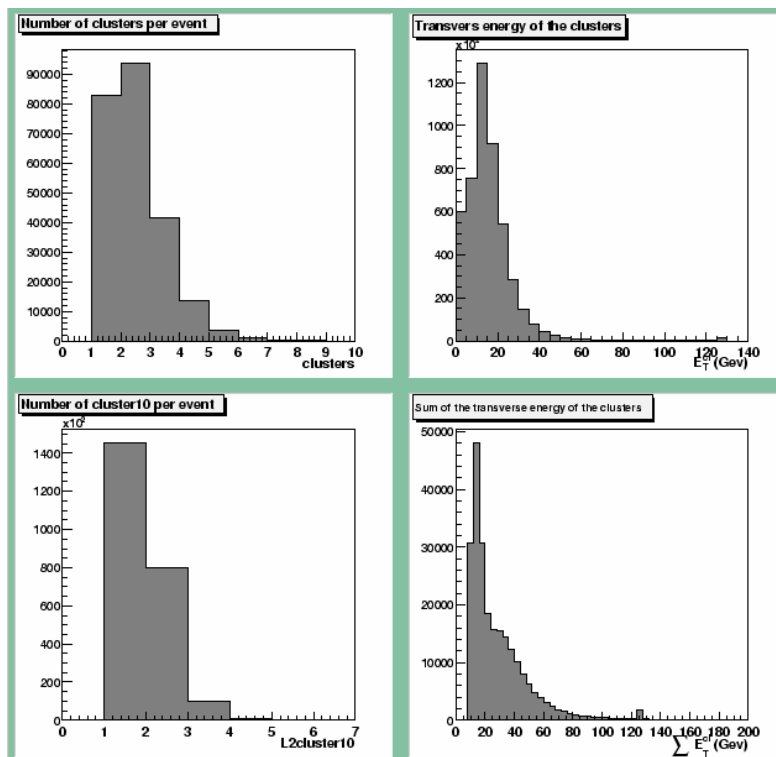 Number of clusters per event
90000
80000
70000
60000
50000
40000
30000
20000
10000
0
0 1 2 3 4 5 6 7 8 9 10
clusters
Transvers energy of the clusters
1200
1000
800
600
400
200
0
0 20 40 60 80 100 120 140
E_T^cl (Gev)
Number of cluster10 per event
1400
1200
1000
800
600
400
200
0
0 1 2 3 4 5 6 7
L2cluster10
Sum of the transverse energy of the clusters
50000
40000
30000
20000
10000
0
0 20 40 60 80 100 120 140 160 180 200
∑ E_T^cl (Gev)